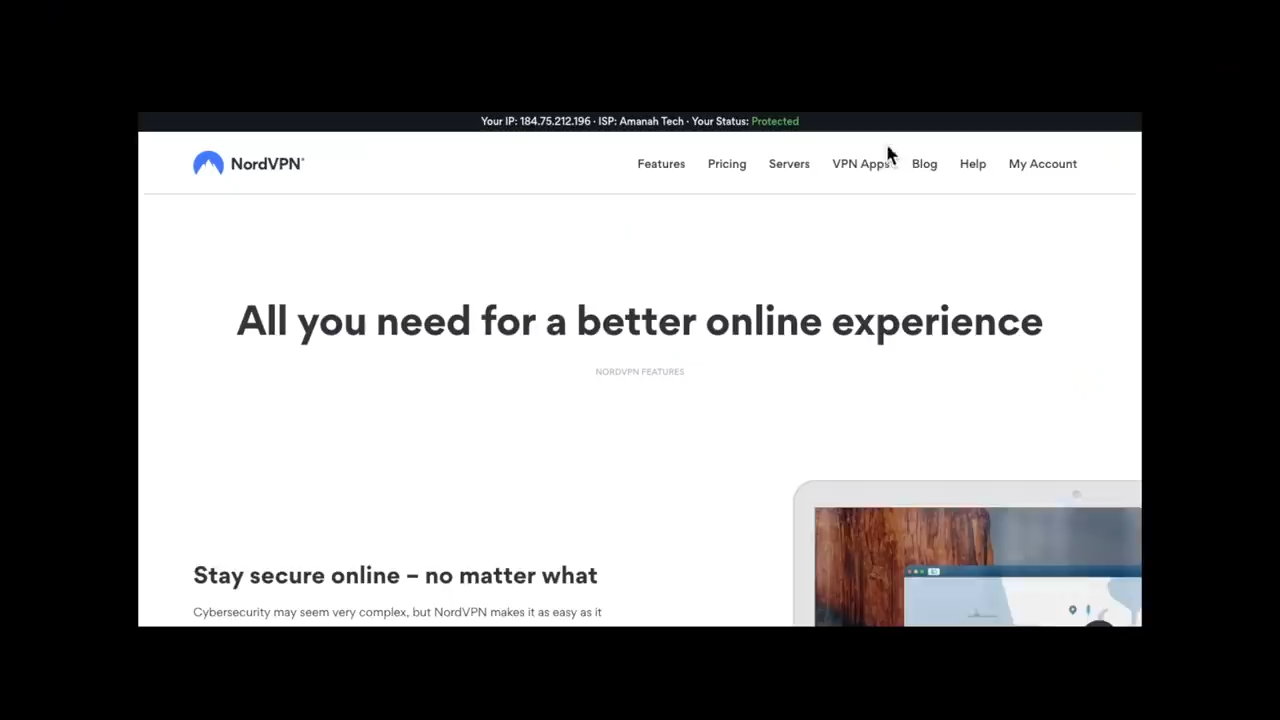 Your IP: 184.75.212.196 · ISP: Amanah Tech · Your Status: Protected
NordVPN®
Features Pricing Servers VPN Apps Blog Help My Account
All you need for a better online experience
NORDVPN FEATURES
Stay secure online – no matter what
Cybersecurity may seem very complex, but NordVPN makes it as easy as it